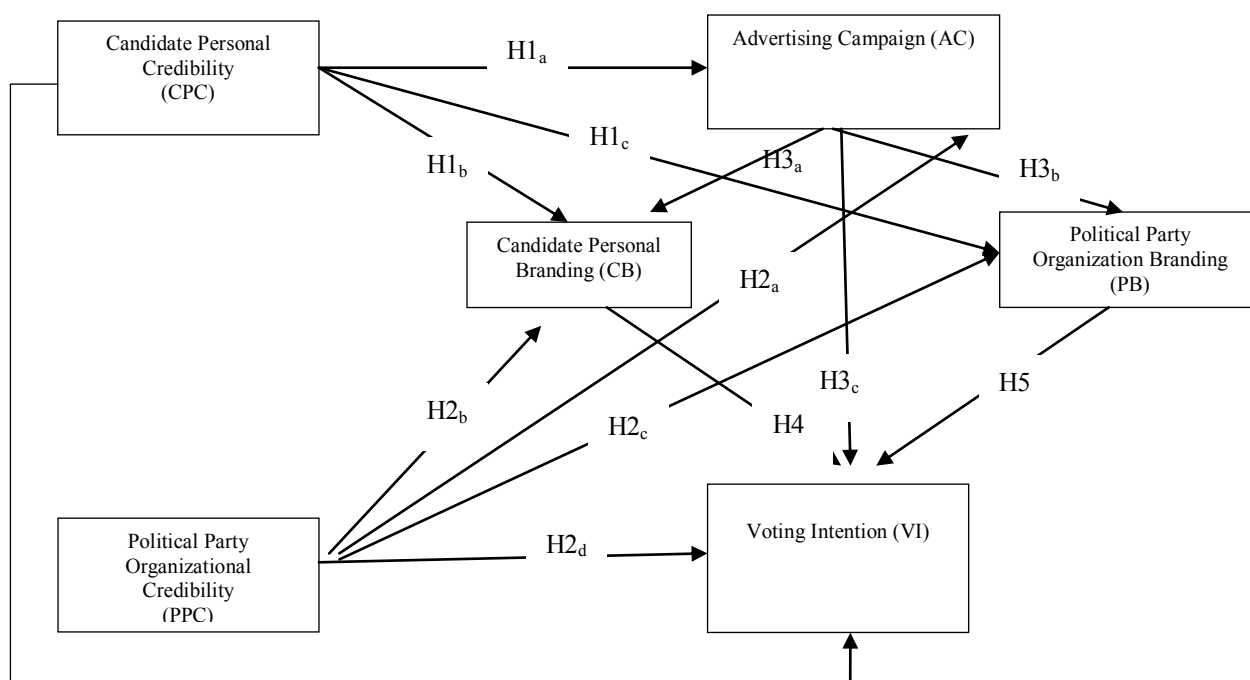 Candidate Personal
Credibility
(CPC)
H1a
Advertising Campaign (AC)
H1b
H1c
H3a
H3b
Candidate Personal
Branding (CB)
Political Party
Organization Branding
(PB)
H2a
H2b
H2c
H3c
H4
H5
Political Party
Organizational
Credibility
(PPC)
H2d
Voting Intention (VI)